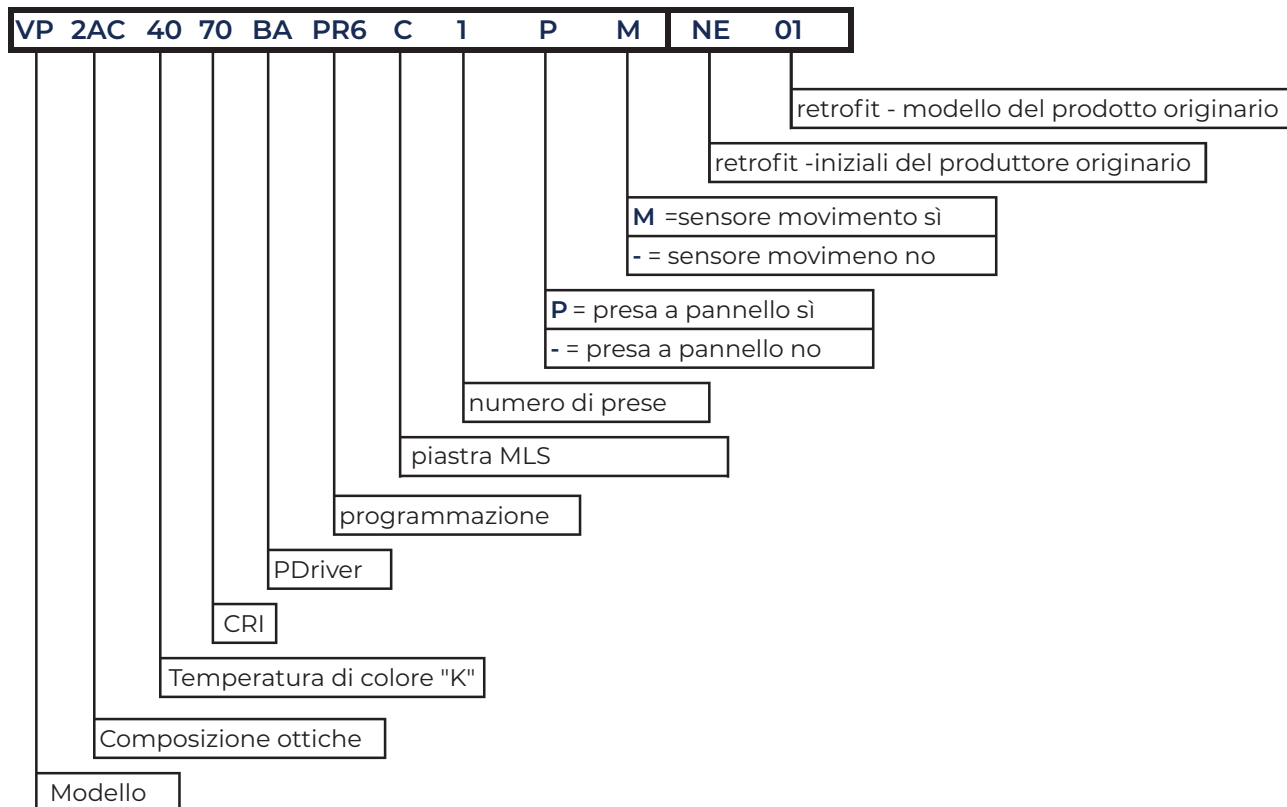 VP 2AC 40 70 BA PR6 C 1 P M NE 01
retrofit - modello del prodotto originario
retrofit -iniziali del produttore originario
M =sensore movimento sì
- = sensore movimeno no
P = presa a pannello sì
- = presa a pannello no
numero di prese
piastra MLS
programmazione
PDriver
CRI
Temperatura di colore "K"
Composizione ottiche
Modello